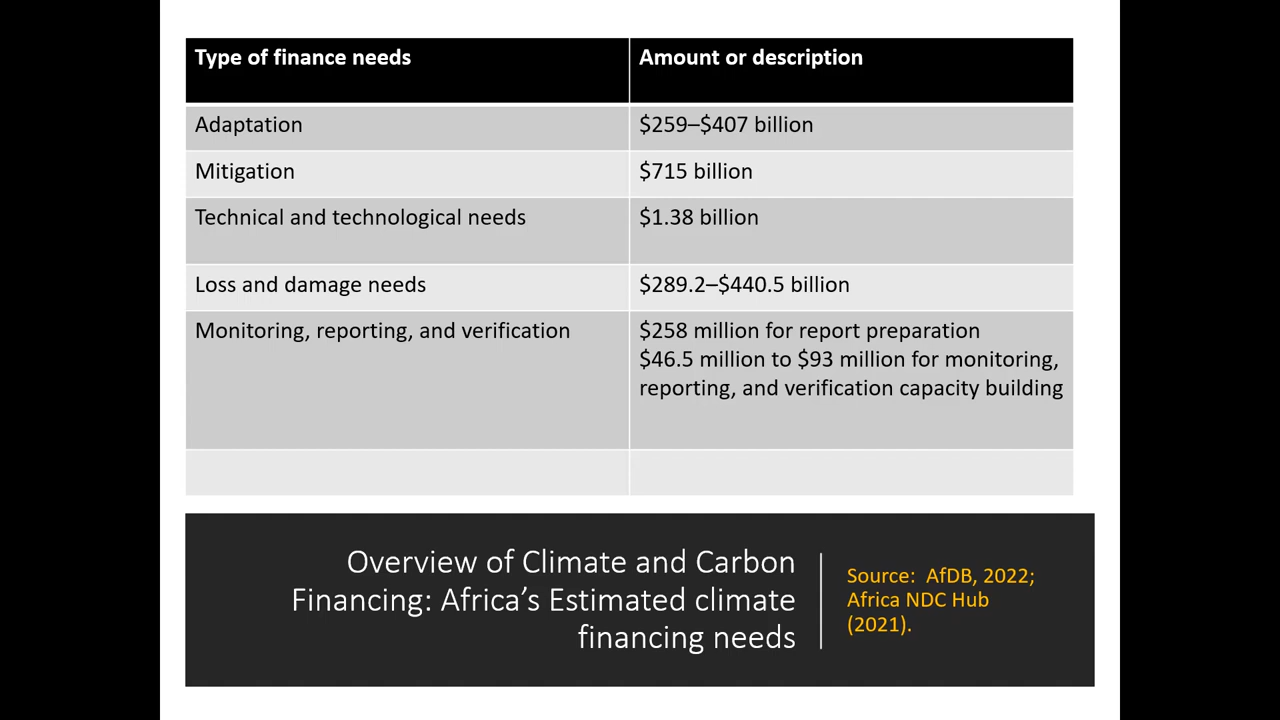 Type of finance needs
Amount or description
Adaptation
$259–$407 billion
Mitigation
$715 billion
Technical and technological needs
$1.38 billion
Loss and damage needs
$289.2–$440.5 billion
Monitoring, reporting, and verification
$258 million for report preparation
$46.5 million to $93 million for monitoring,
reporting, and verification capacity building
Overview of Climate and Carbon
Financing: Africa’s Estimated climate
financing needs
Source:  AfDB, 2022;
Africa NDC Hub
(2021).